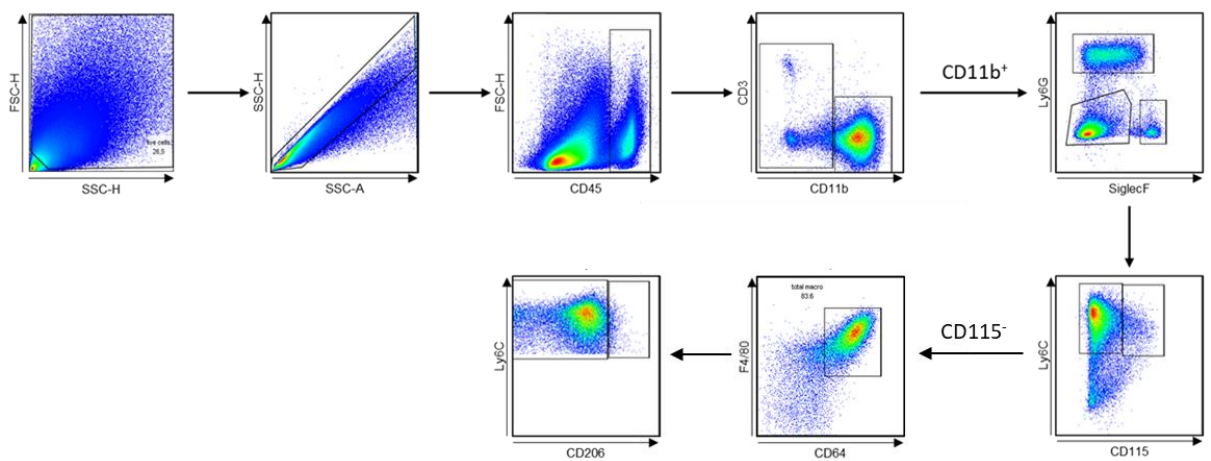 FSC-H
live cells
26,5
SSC-H
SSC-H
SSC-A
FSC-H
CD45
CD3
CD11b
CD11b+
Ly6G
SiglecF
Ly6C
CD206
total macro
83.6
F4/80
CD64
CD115-
Ly6C
CD115